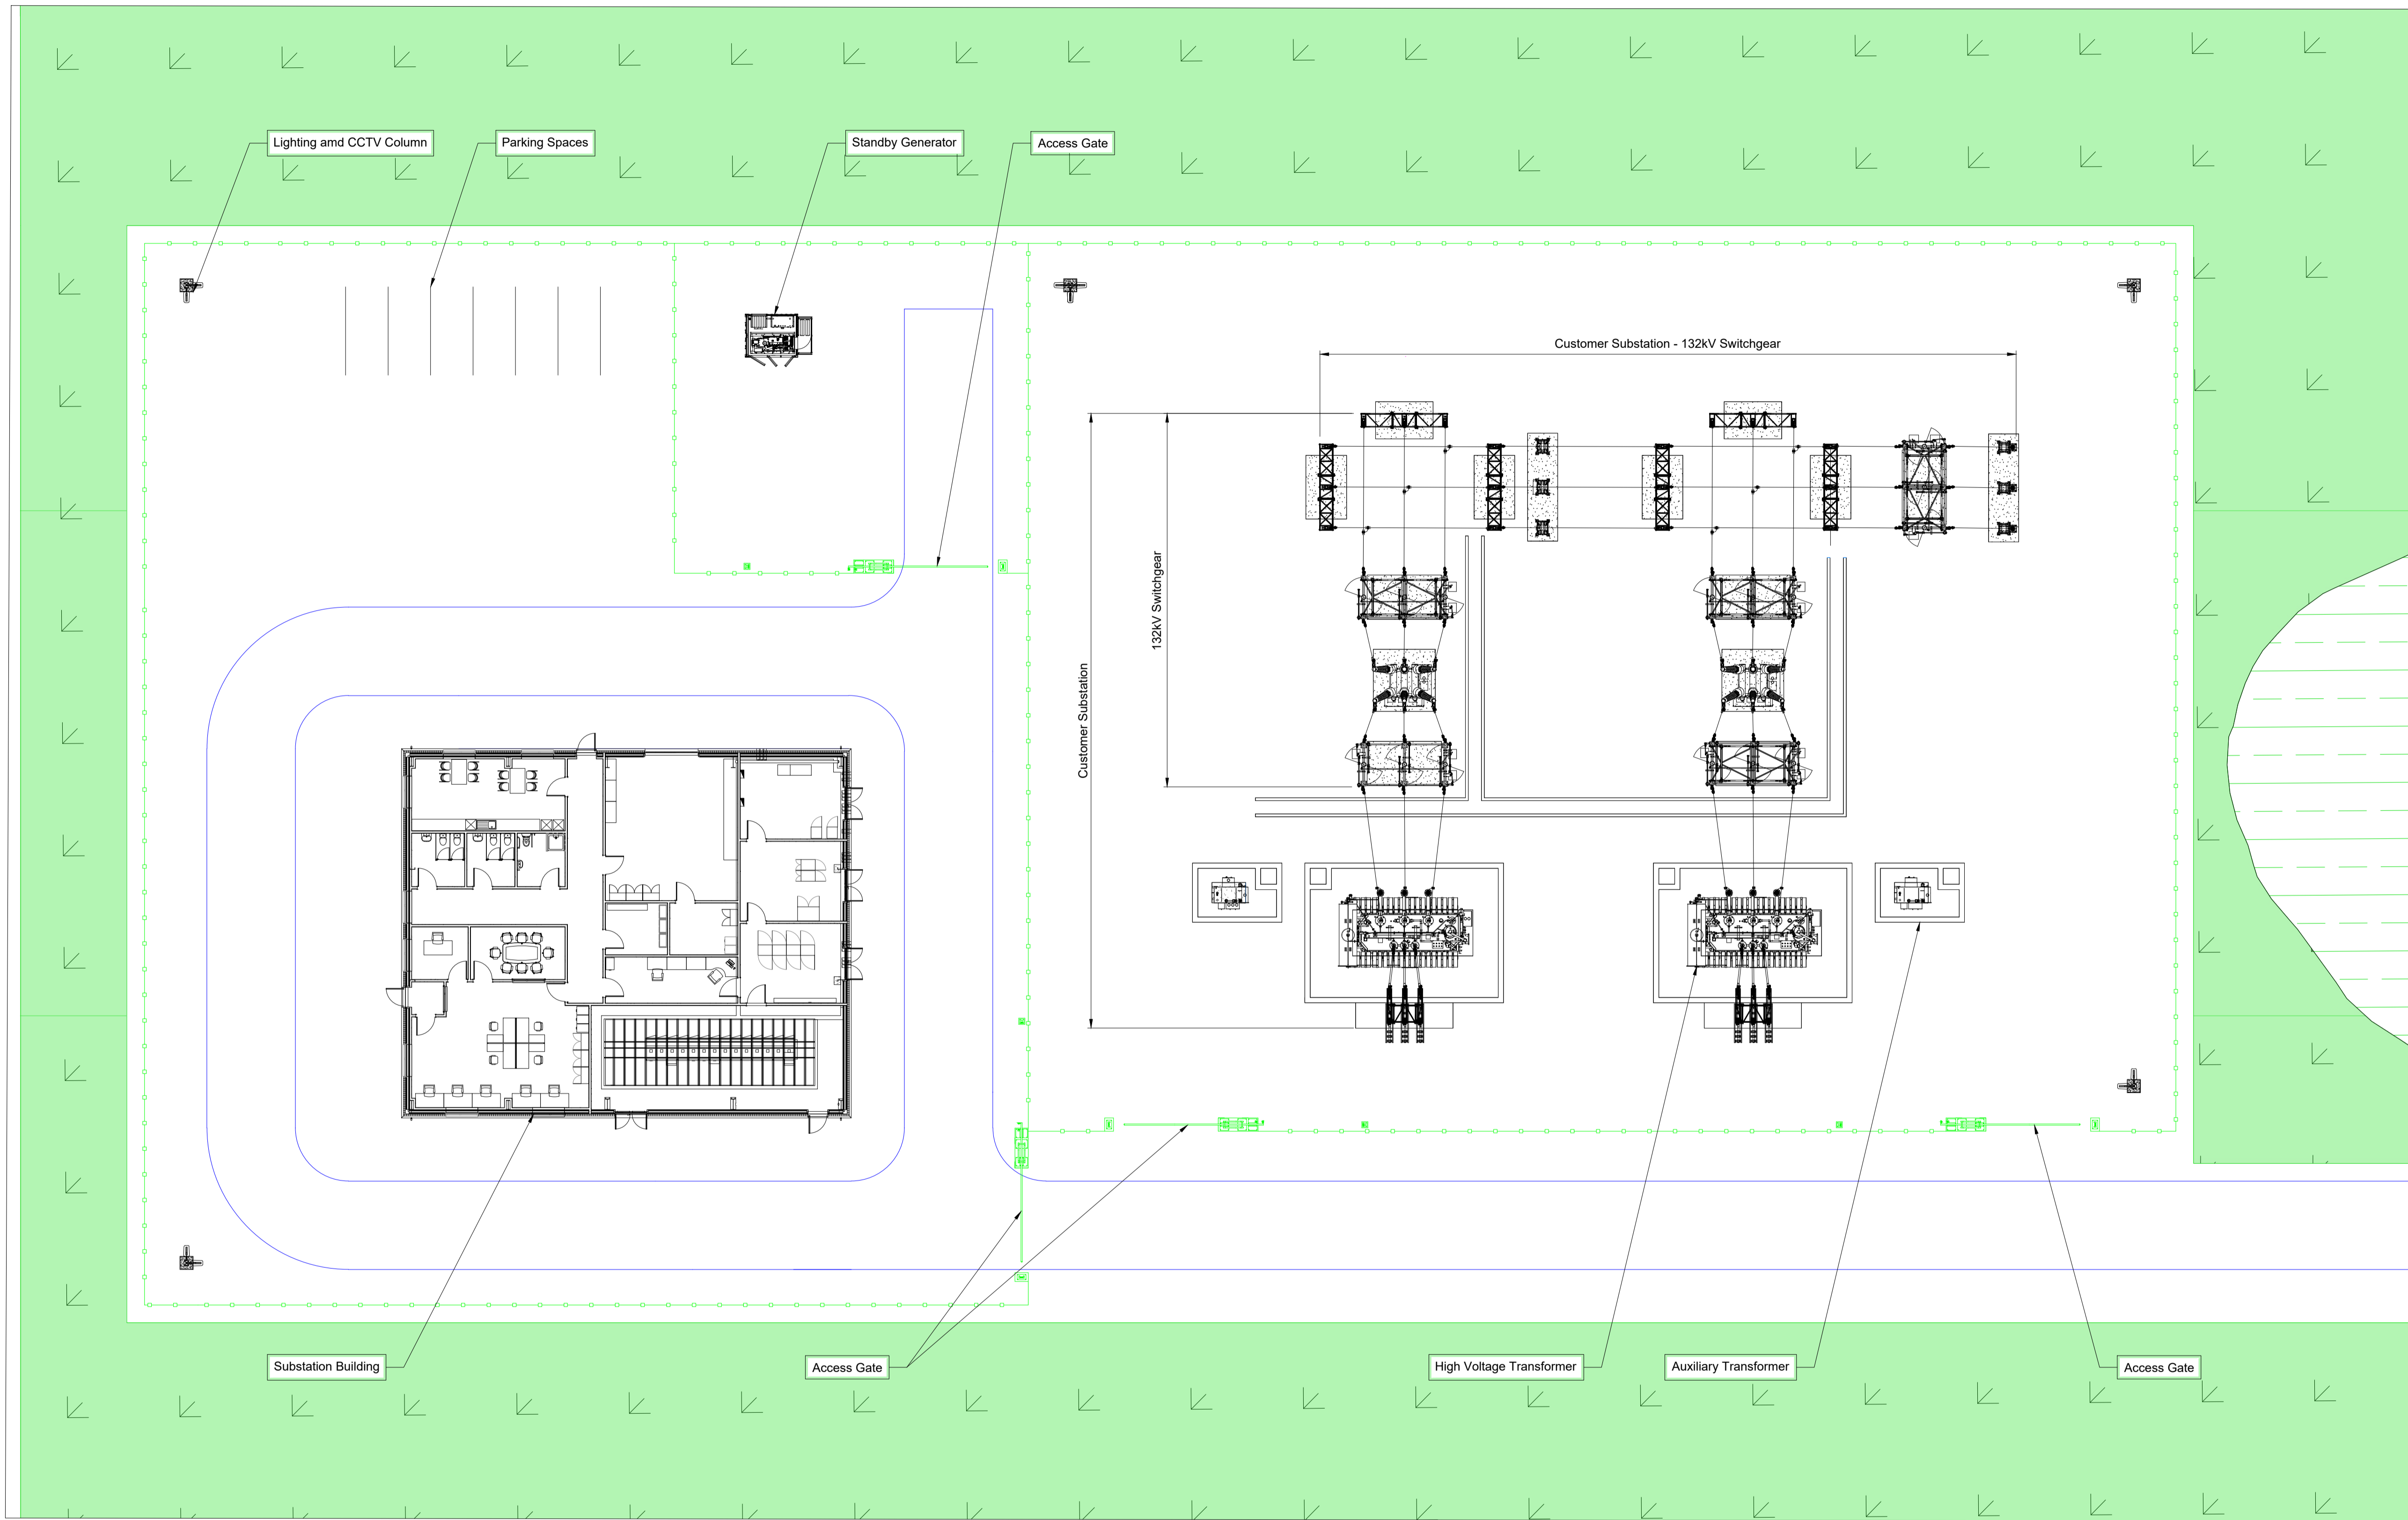 Lighting amd CCTV Column
Parking Spaces
Standby Generator
Access Gate
Customer Substation - 132kV Switchgear
132kV Switchgear
Customer Substation
Substation Building
Access Gate
High Voltage Transformer
Auxiliary Transformer
Access Gate